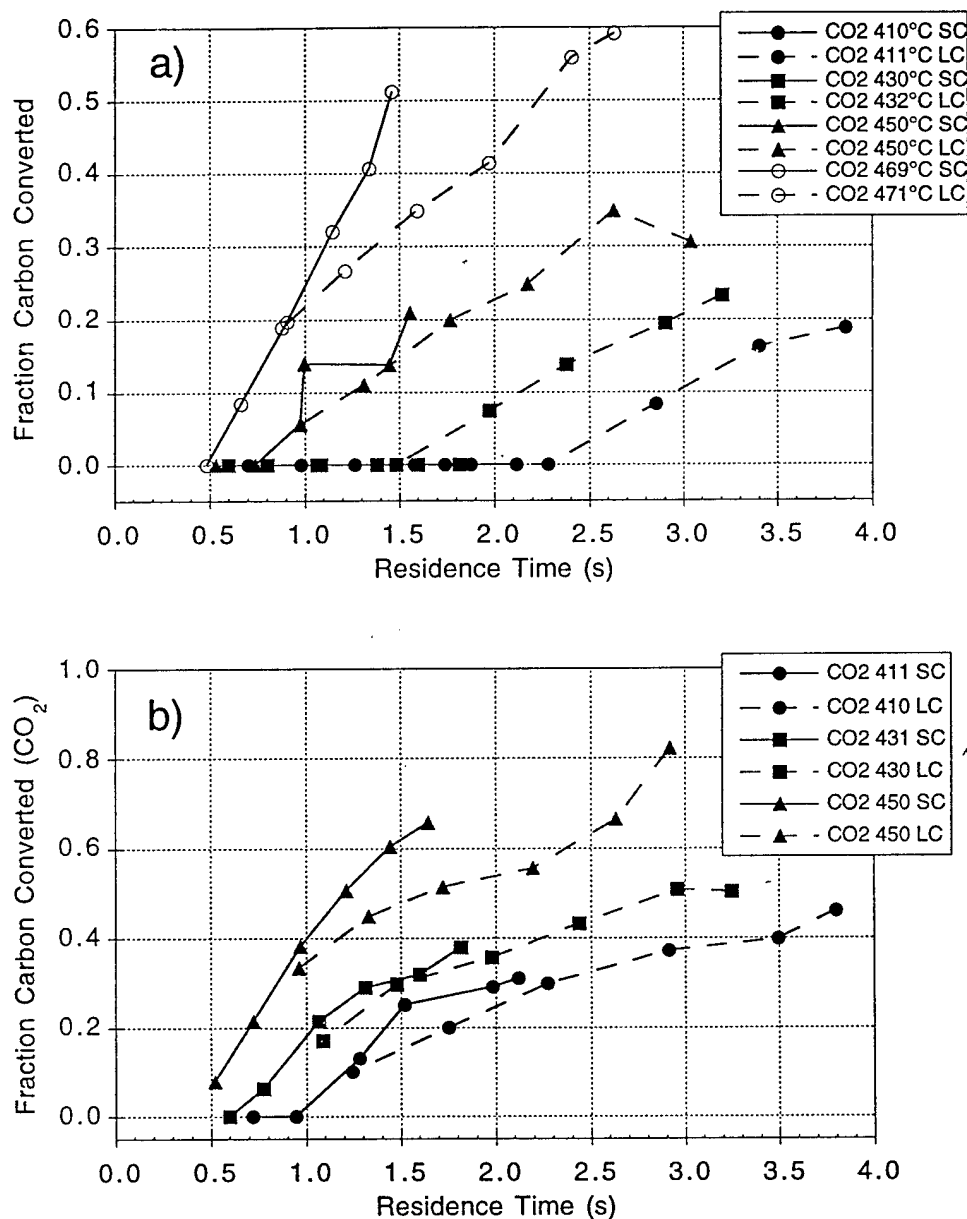 a)
Fraction Carbon Converted
0.6
0.5
0.4
0.3
0.2
0.1
0.0
0.0 0.5 1.0 1.5 2.0 2.5 3.0 3.5 4.0
Residence Time (s)
CO2 410°C SC
CO2 411°C LC
CO2 430°C SC
CO2 432°C LC
CO2 450°C SC
CO2 450°C LC
CO2 469°C SC
CO2 471°C LC
b)
Fraction Carbon Converted (CO₂)
1.0
0.8
0.6
0.4
0.2
0.0
0.0 0.5 1.0 1.5 2.0 2.5 3.0 3.5 4.0
Residence Time (s)
CO2 411 SC
CO2 410 LC
CO2 431 SC
CO2 430 LC
CO2 450 SC
CO2 450 LC